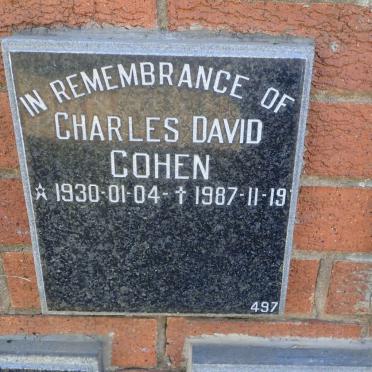 IN REMEMBRANCE OF
CHARLES DAVID
COHEN
☆ 1930-01-04- ✝ 1987-11-19
497